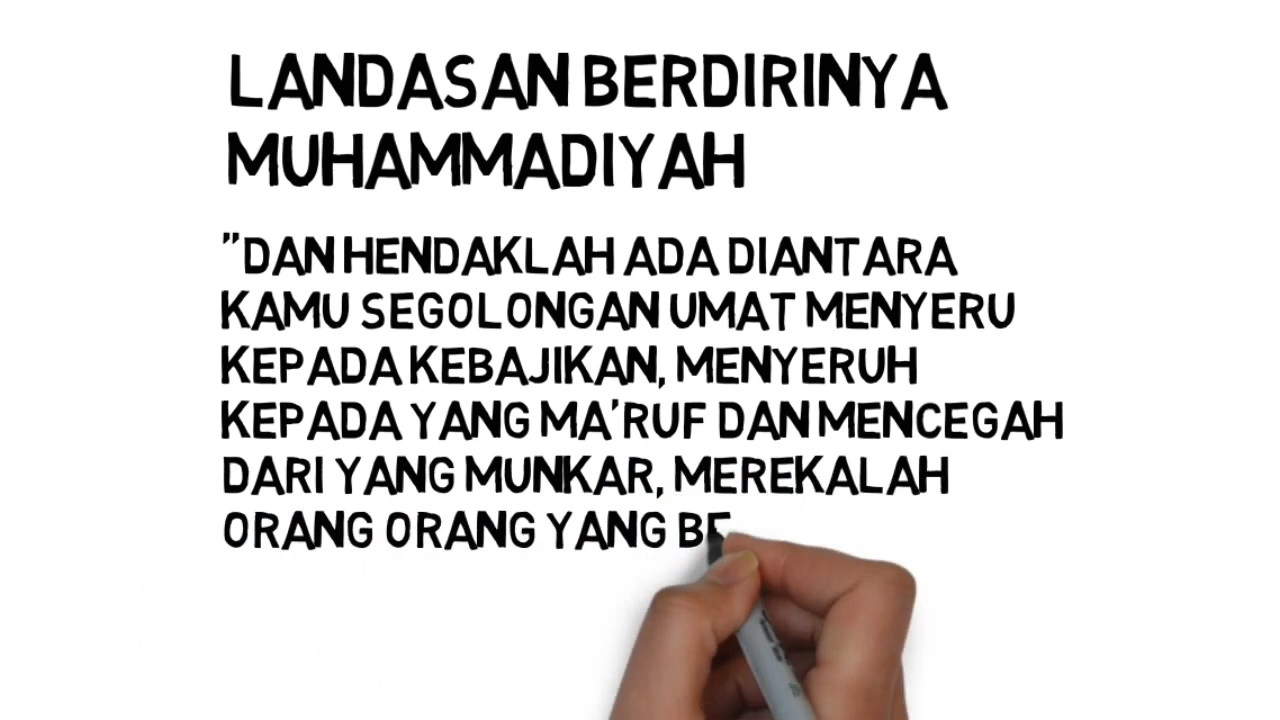 LANDASAN BERDIRINYA
MUHAMMADIYAH
"DAN HENDAKLAH ADA DIANTARA
KAMU SEGOLONGAN UMAT MENYERU
KEPADA KEBAJIKAN, MENYERUH
KEPADA YANG MA'RUF DAN MENCEGAH
DARI YANG MUNKAR, MEREKALAH
ORANG ORANG YANG BE